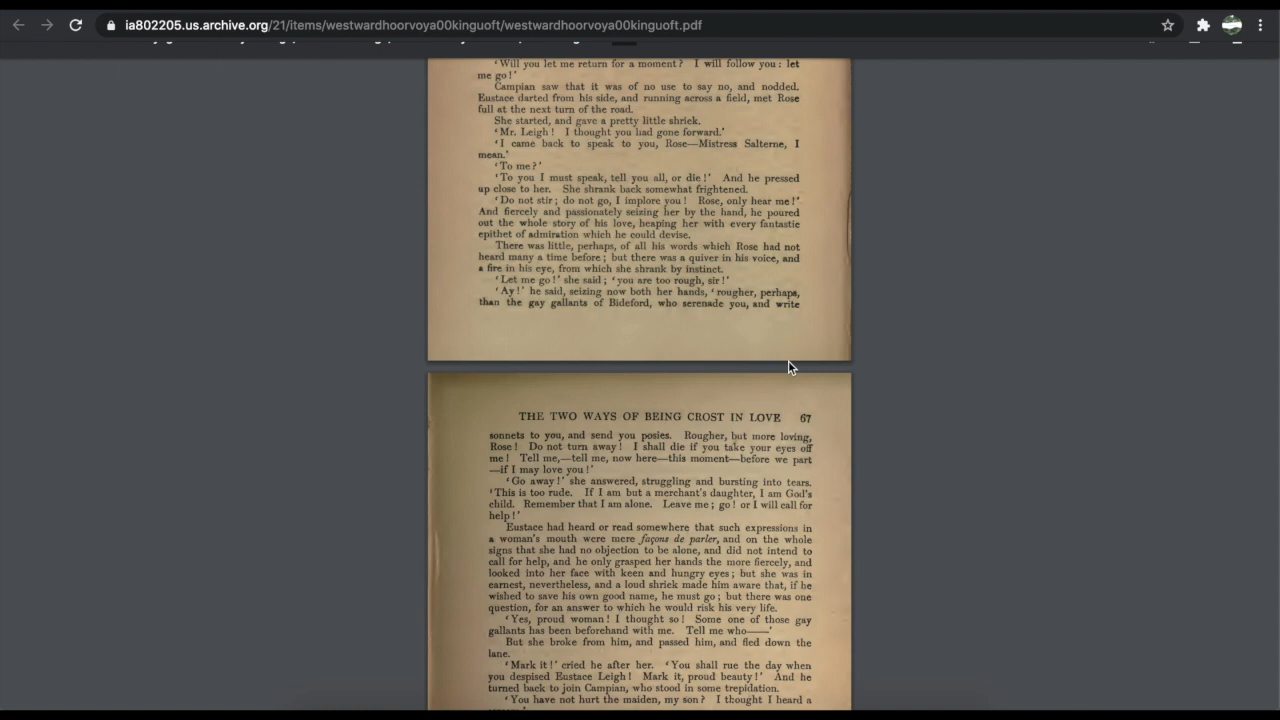 ia802205.us.archive.org/21/items/westwardhoorvoya00kinguoft/westwardhoorvoya00kinguoft.pdf
'Will you let me return for a moment? I will follow you: let
me go!'
Campian saw that it was of no use to say no, and nodded.
Eustace darted from his side, and running across a field, met Rose
full at the next turn of the road.
She started, and gave a pretty little shriek.
'Mr. Leigh! I thought you had gone forward.'
'I came back to speak to you, Rose—Mistress Salterne, I
mean.'
'To me?'
'To you I must speak, tell you all, or die!' And he pressed
up close to her. She shrank back somewhat frightened.
'Do not stir; do not go, I implore you! Rose, only hear me!'
And fiercely and passionately seizing her by the hand, he poured
out the whole story of his love, heaping her with every fantastic
epithet of admiration which he could devise.
There was little, perhaps, of all his words which Rose had not
heard many a time before; but there was a quiver in his voice, and
a fire in his eye, from which she shrank by instinct.
'Let me go!' she said; 'you are too rough, sir!'
'Ay!' he said, seizing now both her hands, 'rougher, perhaps,
than the gay gallants of Bideford, who serenade you, and write
THE TWO WAYS OF BEING CROST IN LOVE 67
sonnets to you, and send you posies. Rougher, but more loving,
Rose! Do not turn away! I shall die if you take your eyes off
me! Tell me,—tell me, now here—this moment—before we part
—if I may love you!'
'Go away!' she answered, struggling and bursting into tears.
'This is too rude. If I am but a merchant's daughter, I am God's
child. Remember that I am alone. Leave me; go! or I will call for
help!'
Eustace had heard or read somewhere that such expressions in
a woman's mouth were mere façons de parler, and on the whole
signs that she had no objection to be alone, and did not intend to
call for help, and he only grasped her hands the more fiercely, and
looked into her face with keen and hungry eyes; but she was in
earnest, nevertheless, and a loud shriek made him aware that, if he
wished to save his own good name, he must go; but there was one
question, for an answer to which he would risk his very life.
'Yes, proud woman! I thought so! Some one of those gay
gallants has been beforehand with me. Tell me who——'
But she broke from him, and passed him, and fled down the
lane.
'Mark it!' cried he after her. 'You shall rue the day when
you despised Eustace Leigh! Mark it, proud beauty!' And he
turned back to join Campian, who stood in some trepidation.
'You have not hurt the maiden, my son? I thought I heard a